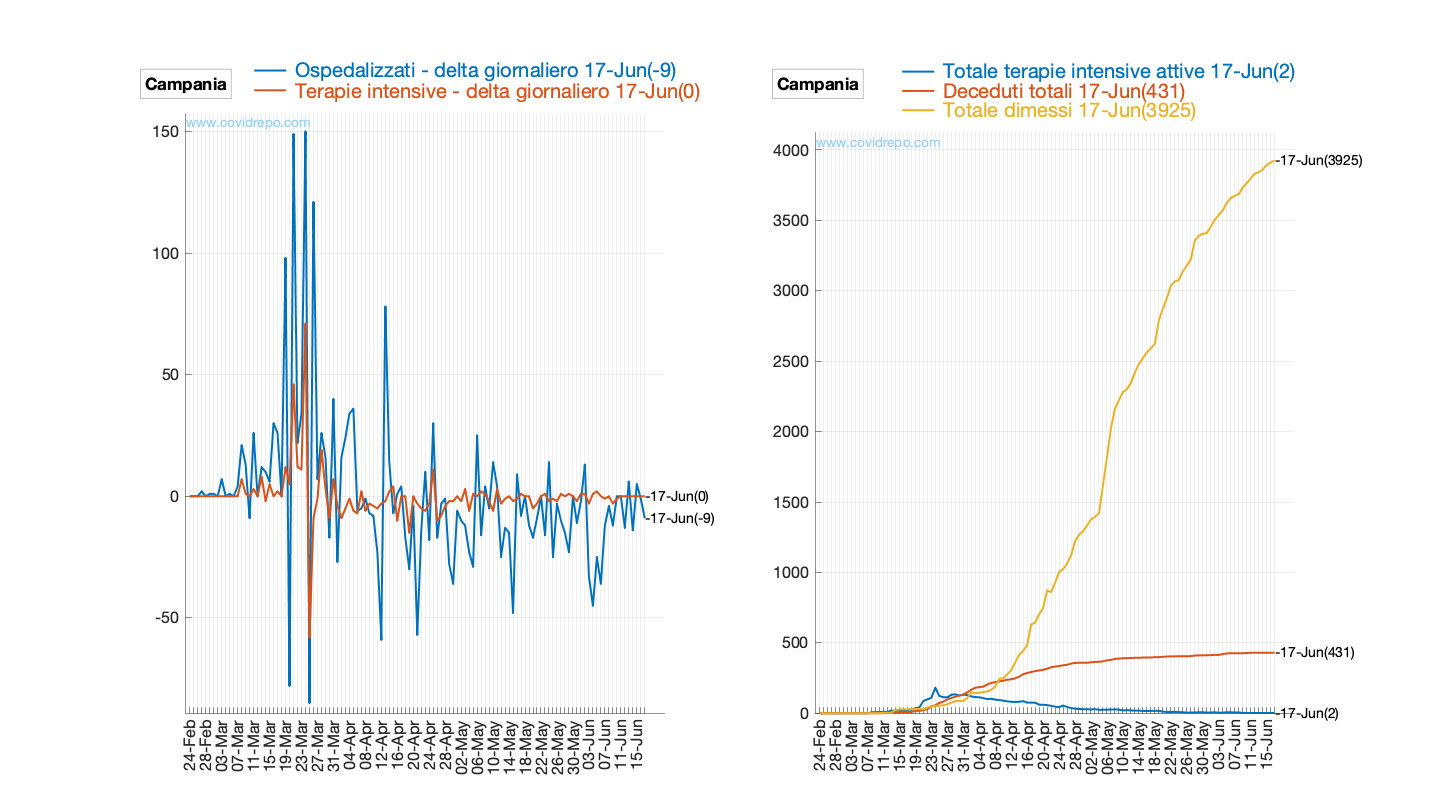 Campania
Ospedalizzati - delta giornaliero 17-Jun(-9)
Terapie intensive - delta giornaliero 17-Jun(0)
www.covidrepo.com
150
100
50
0
-50
-17-Jun(0)
-17-Jun(-9)
24-Feb
28-Feb
03-Mar
07-Mar
11-Mar
15-Mar
19-Mar
23-Mar
27-Mar
31-Mar
04-Apr
08-Apr
12-Apr
16-Apr
20-Apr
24-Apr
28-Apr
02-May
06-May
10-May
14-May
18-May
22-May
26-May
30-May
03-Jun
07-Jun
11-Jun
15-Jun
Campania
Totale terapie intensive attive 17-Jun(2)
Deceduti totali 17-Jun(431)
Totale dimessi 17-Jun(3925)
www.covidrepo.com
4000
3500
3000
2500
2000
1500
1000
500
0
-17-Jun(3925)
-17-Jun(431)
-17-Jun(2)
24-Feb
28-Feb
03-Mar
07-Mar
11-Mar
15-Mar
19-Mar
23-Mar
27-Mar
31-Mar
04-Apr
08-Apr
12-Apr
16-Apr
20-Apr
24-Apr
28-Apr
02-May
06-May
10-May
14-May
18-May
22-May
26-May
30-May
03-Jun
07-Jun
11-Jun
15-Jun